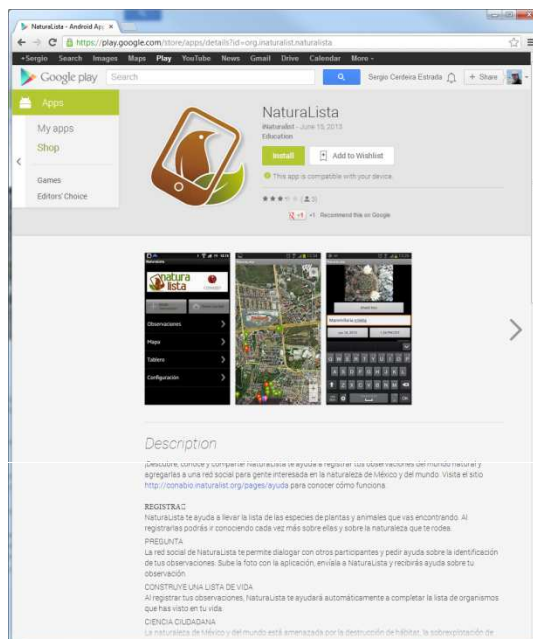 NaturaLista - Android Ap
https://play.google.com/store/apps/details?id=org.inaturalist.naturalista
+Sergio Search Images Maps Play YouTube News Gmail Drive Calendar More
Google play Search Sergio Cerdeira Estrada + Share
Apps
My apps
Shop
Games
Editors' Choice
NaturaLista
iNaturalist - June 15, 2013
Education
Install Add to Wishlist
This app is compatible with your device.
+1 +1 Recommend this on Google
natura
lista
Observaciones
Mapa
Tablero
Configuración
Description
¡Descubre, conoce y comparte! NaturaLista te ayuda a registrar tus observaciones del mundo natural y
agregarlas a una red social para gente interesada en la naturaleza de México y del mundo. Visita el sitio
http://conabio.inaturalist.org/pages/ayuda para conocer cómo funciona.
REGISTRA
NaturaLista te ayuda a llevar la lista de las especies de plantas y animales que vas encontrando. Al
registrarlas podrás ir conociendo cada vez más sobre ellas y sobre la naturaleza que te rodea.
PREGUNTA
La red social de NaturaLista te permite dialogar con otros participantes y pedir ayuda sobre la identificación
de tus observaciones. Sube la foto con la aplicación, envíala a NaturaLista y recibirás ayuda sobre tu
observación.
CONSTRUYE UNA LISTA DE VIDA
Al registrar tus observaciones, NaturaLista te ayudará automáticamente a completar la lista de organismos
que has visto en tu vida.
CIENCIA CIUDADANA
La naturaleza de México y del mundo está amenazada por la destrucción de hábitat, la sobreexplotación de